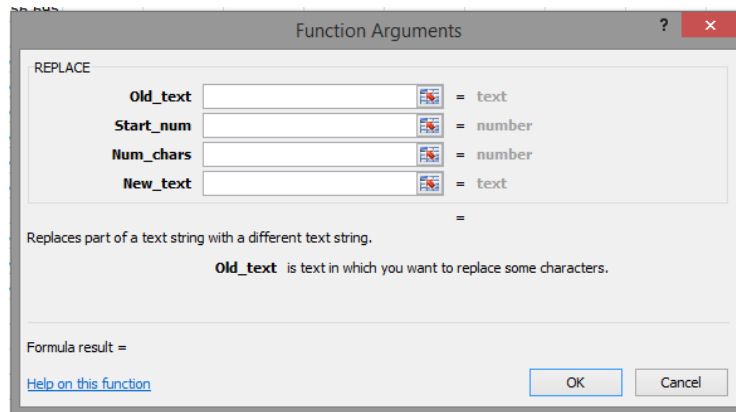 56.685
Function Arguments ? ×
REPLACE
Old_text = text
Start_num = number
Num_chars = number
New_text = text
=
Replaces part of a text string with a different text string.
Old_text is text in which you want to replace some characters.
Formula result =
Help on this function OK Cancel